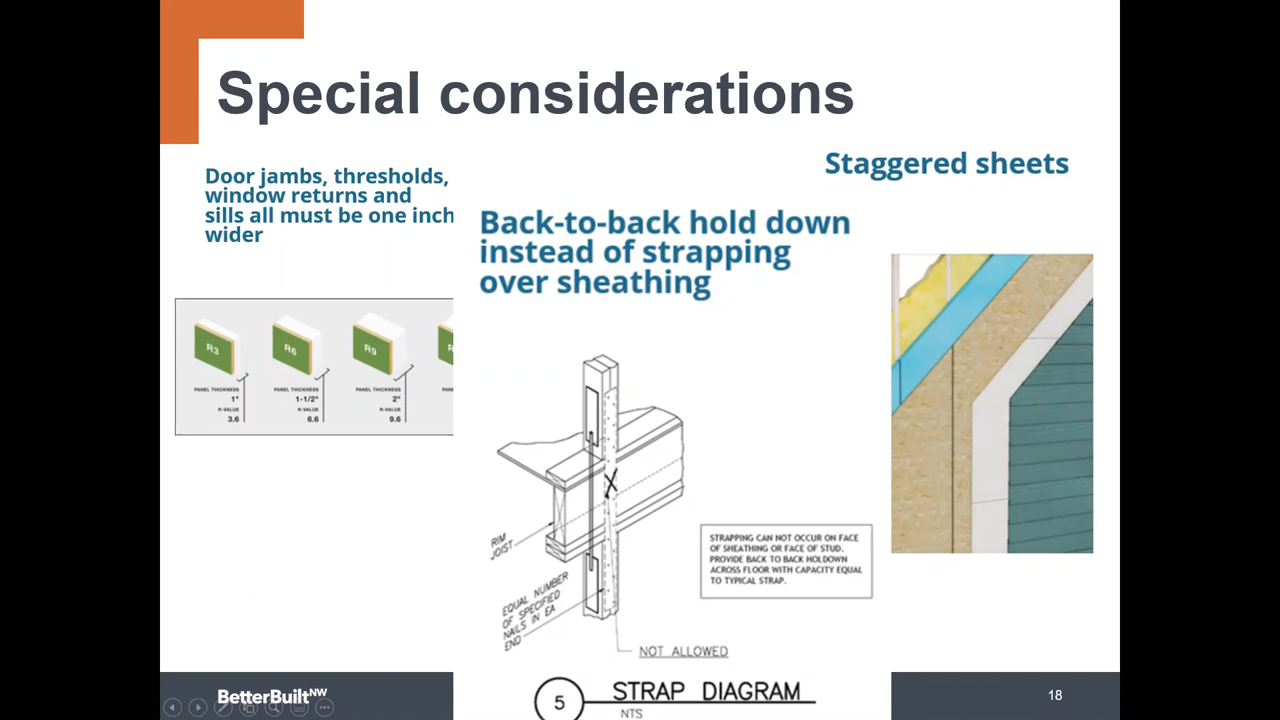 Special considerations
Door jambs, thresholds,
window returns and
sills all must be one inch
wider
R3
R6
R9
R
PANEL THICKNESS
1"
R-VALUE
3.6
PANEL THICKNESS
1-1/2"
R-VALUE
6.6
PANEL THICKNESS
2"
R-VALUE
9.6
Back-to-back hold down
instead of strapping
over sheathing
RIM
JOIST
EQUAL NUMBER
OF SPECIFIED
NAILS IN EA
END
STRAPPING CAN NOT OCCUR ON FACE
OF SHEATHING OR FACE OF STUD.
PROVIDE BACK TO BACK HOLDOWN
ACROSS FLOOR WITH CAPACITY EQUAL
TO TYPICAL STRAP.
NOT ALLOWED
5
STRAP DIAGRAM
NTS
Staggered sheets
BetterBuiltNW
18